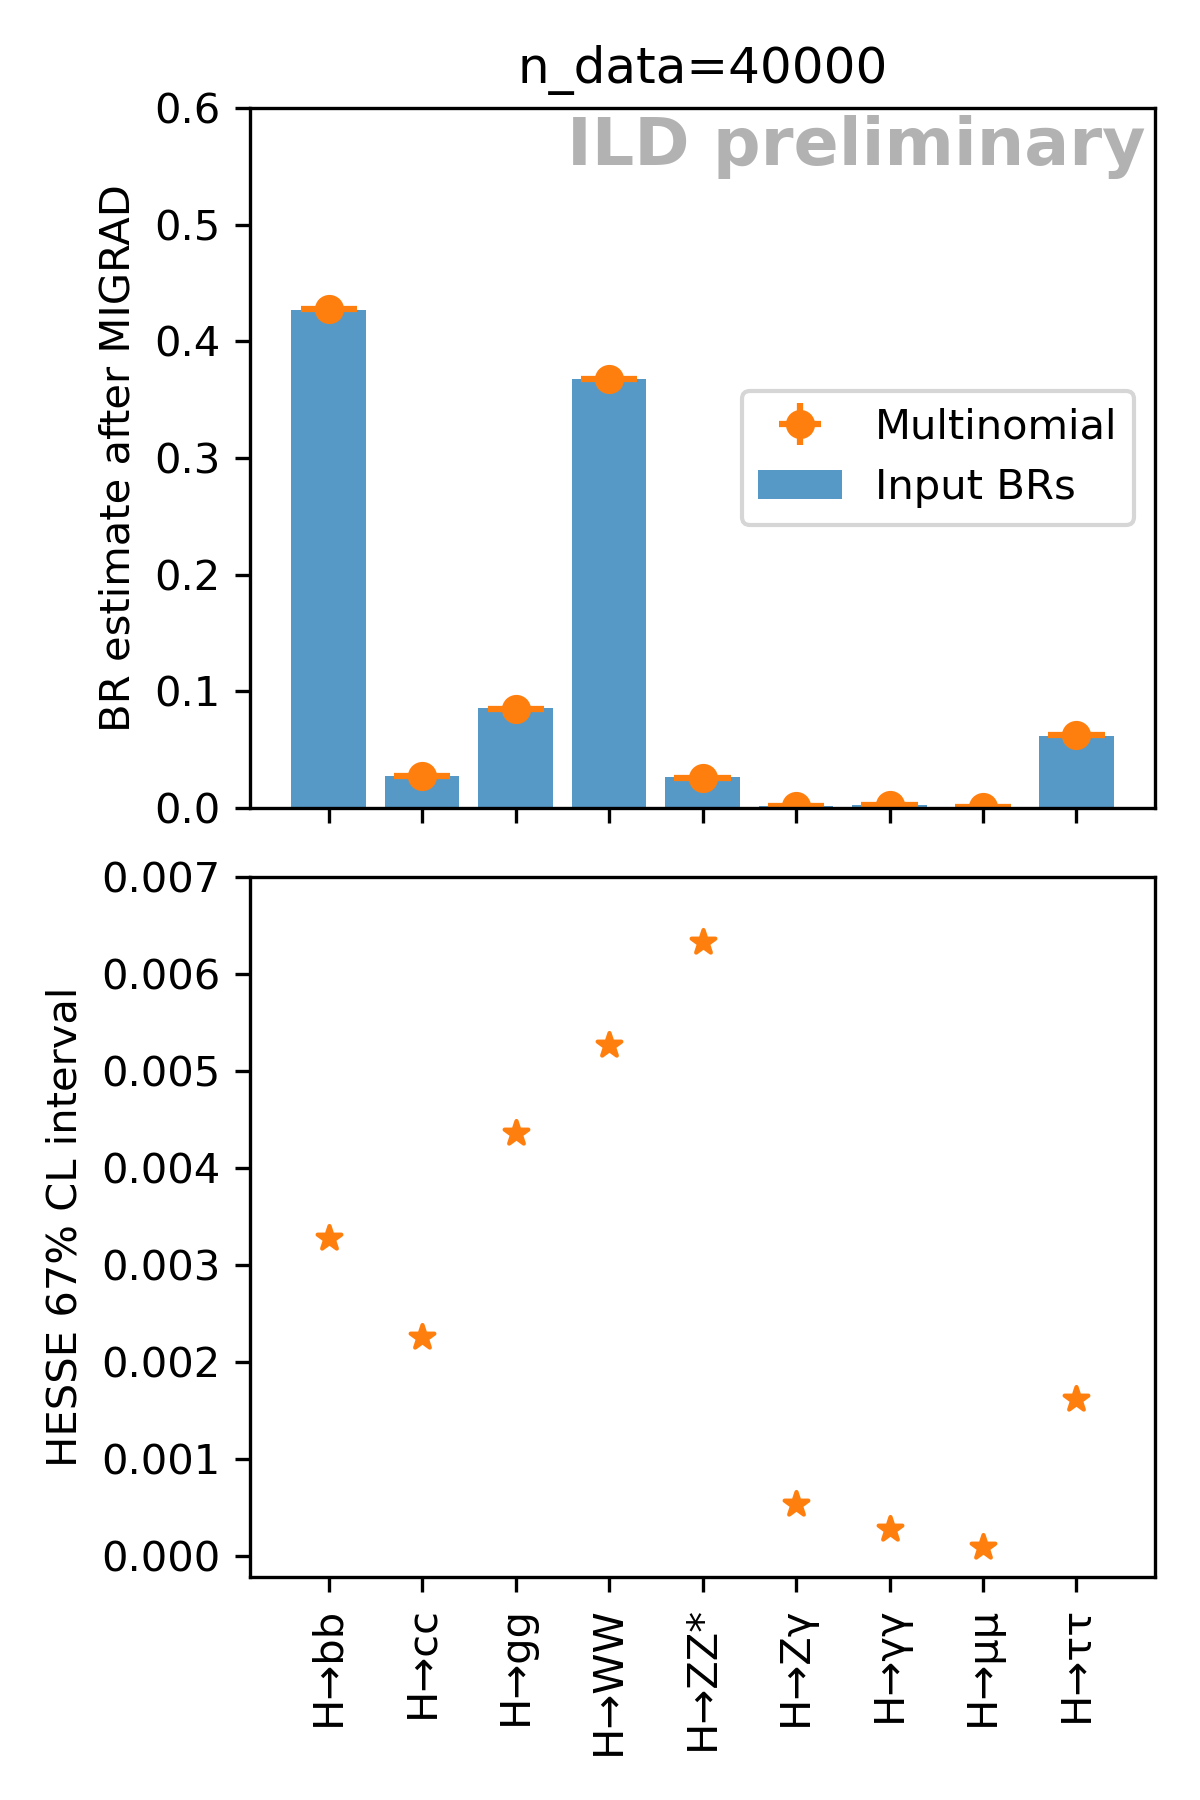 n_data=40000
ILD preliminary
BR estimate after MIGRAD
0.6
0.5
0.4
0.3
0.2
0.1
0.0
Multinomial
Input BRs
HESSE 67% CL interval
0.007
0.006
0.005
0.004
0.003
0.002
0.001
0.000
H→bb
H→cc
H→gg
H→WW
H→ZZ*
H→Zγ
H→γγ
H→μμ
H→ττ